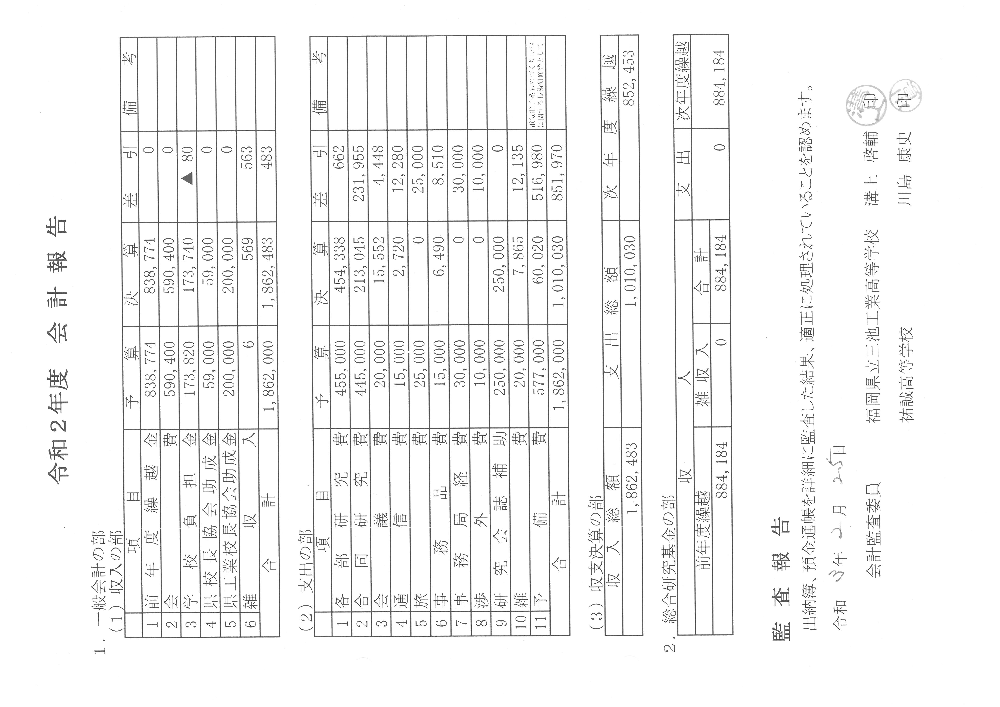 令和2年度 会計報告
1．一般会計の部
（1）収入の部
項 目 予 算 決 算 差 引 備 考
1 前年度繰越金 838,774 838,774 0
2 会費 590,400 590,400 0
3 学校負担金 173,820 173,740 ▲ 80
4 県校長協会助成金 59,000 59,000 0
5 県工業校長協会助成金 200,000 200,000 0
6 雑収入 6 569 563
合 計 1,862,000 1,862,483 483
（2）支出の部
項 目 予 算 決 算 差 引 備 考
1 各部研究費 455,000 454,338 662
2 合同研究費 445,000 213,045 231,955
3 会議費 20,000 15,552 4,448
4 通信費 15,000 2,720 12,280
5 旅費 25,000 0 25,000
6 事務品費 15,000 6,490 8,510
7 事務局経費 30,000 0 30,000
8 渉外費 10,000 0 10,000
9 研究会誌補助 250,000 250,000 0
10 雑費 20,000 7,865 12,135
11 予備費 577,000 60,020 516,980 電気電子系ものづくりコンテスト
に関する技術研修費として
合 計 1,862,000 1,010,030 851,970
（3）収支決算の部
収入総額 支出総額 次年度繰越
1,862,483 1,010,030 852,453
2．総合研究基金の部
収 入 支 出 次年度繰越
前年度繰越 雑収入 合 計
884,184 0 884,184 0 884,184
監査報告
出納簿、預金通帳を詳細に監査した結果、適正に処理されていることを認めます。
令和 3年 2月 25日
会計監査委員 福岡県立三池工業高等学校 溝上 啓輔 印
祐誠高等学校 川島 康史 印